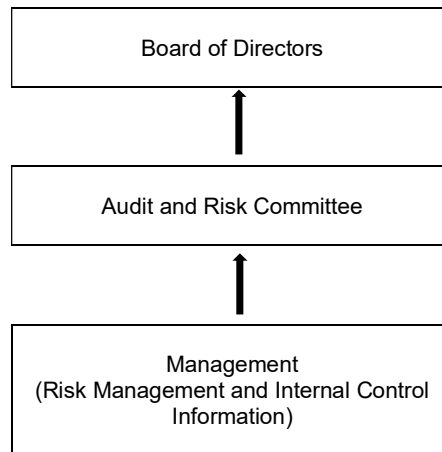 Board of Directors
Audit and Risk Committee
Management
(Risk Management and Internal Control
Information)